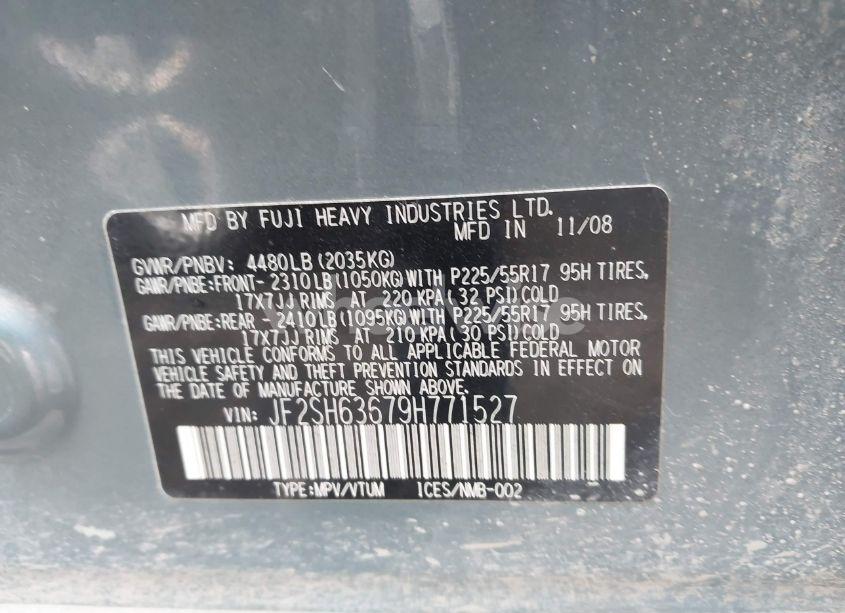 MFD BY FUJI HEAVY INDUSTRIES LTD.
MFD IN 11/08
GVWR/PNBV: 4480LB(2035KG)
GAWR/PNBE:FRONT- 2310LB(1050KG)WITH P225/55R17 95H TIRES,
17X7JJ RIMS AT 220 KPA( 32 PSI)COLD
GAWR/PNBE:REAR - 2410LB(1095KG)WITH P225/55R17 95H TIRES,
17X7JJ RIMS AT 210 KPA( 30 PSI)COLD
THIS VEHICLE CONFORMS TO ALL APPLICABLE FEDERAL MOTOR
VEHICLE SAFETY AND THEFT PREVENTION STANDARDS IN EFFECT ON
THE DATE OF MANUFACTURE SHOWN ABOVE.
VIN: JF2SH63679H771527
TYPE:MPV/VTUM ICES/NMB-002